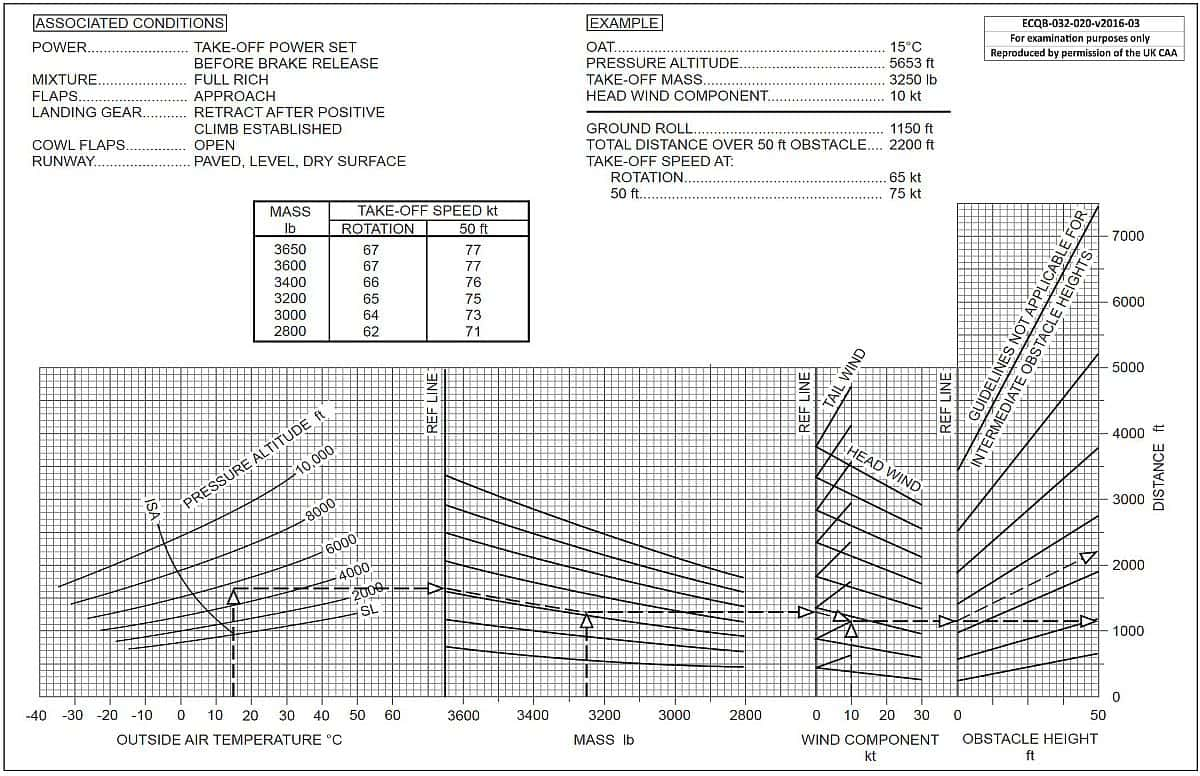 ASSOCIATED CONDITIONS
POWER........................ TAKE-OFF POWER SET
BEFORE BRAKE RELEASE
MIXTURE...................... FULL RICH
FLAPS.......................... APPROACH
LANDING GEAR........... RETRACT AFTER POSITIVE
CLIMB ESTABLISHED
COWL FLAPS............... OPEN
RUNWAY...................... PAVED, LEVEL, DRY SURFACE
EXAMPLE
OAT................................................................. 15°C
PRESSURE ALTITUDE................................... 5653 ft
TAKE-OFF MASS............................................ 3250 lb
HEAD WIND COMPONENT............................ 10 kt
GROUND ROLL.............................................. 1150 ft
TOTAL DISTANCE OVER 50 ft OBSTACLE.... 2200 ft
TAKE-OFF SPEED AT:
ROTATION................................................ 65 kt
50 ft........................................................... 75 kt
ECQB-032-020-v2016-03
For examination purposes only
Reproduced by permission of the UK CAA
MASS lb TAKE-OFF SPEED kt
ROTATION 50 ft
3650 67 77
3600 67 77
3400 66 76
3200 65 75
3000 64 73
2800 62 71
PRESSURE ALTITUDE ft
ISA
10,000
8000
6000
4000
2000
SL
REF LINE
REF LINE
TAIL WIND
HEAD WIND
REF LINE
GUIDELINES NOT APPLICABLE FOR
INTERMEDIATE OBSTACLE HEIGHTS
7000
6000
5000
4000
3000
2000
1000
0
DISTANCE ft
-40 -30 -20 -10 0 10 20 30 40 50 60
3600 3400 3200 3000 2800
0 10 20 30
0 50
OUTSIDE AIR TEMPERATURE °C
MASS lb
WIND COMPONENT
kt
OBSTACLE HEIGHT
ft